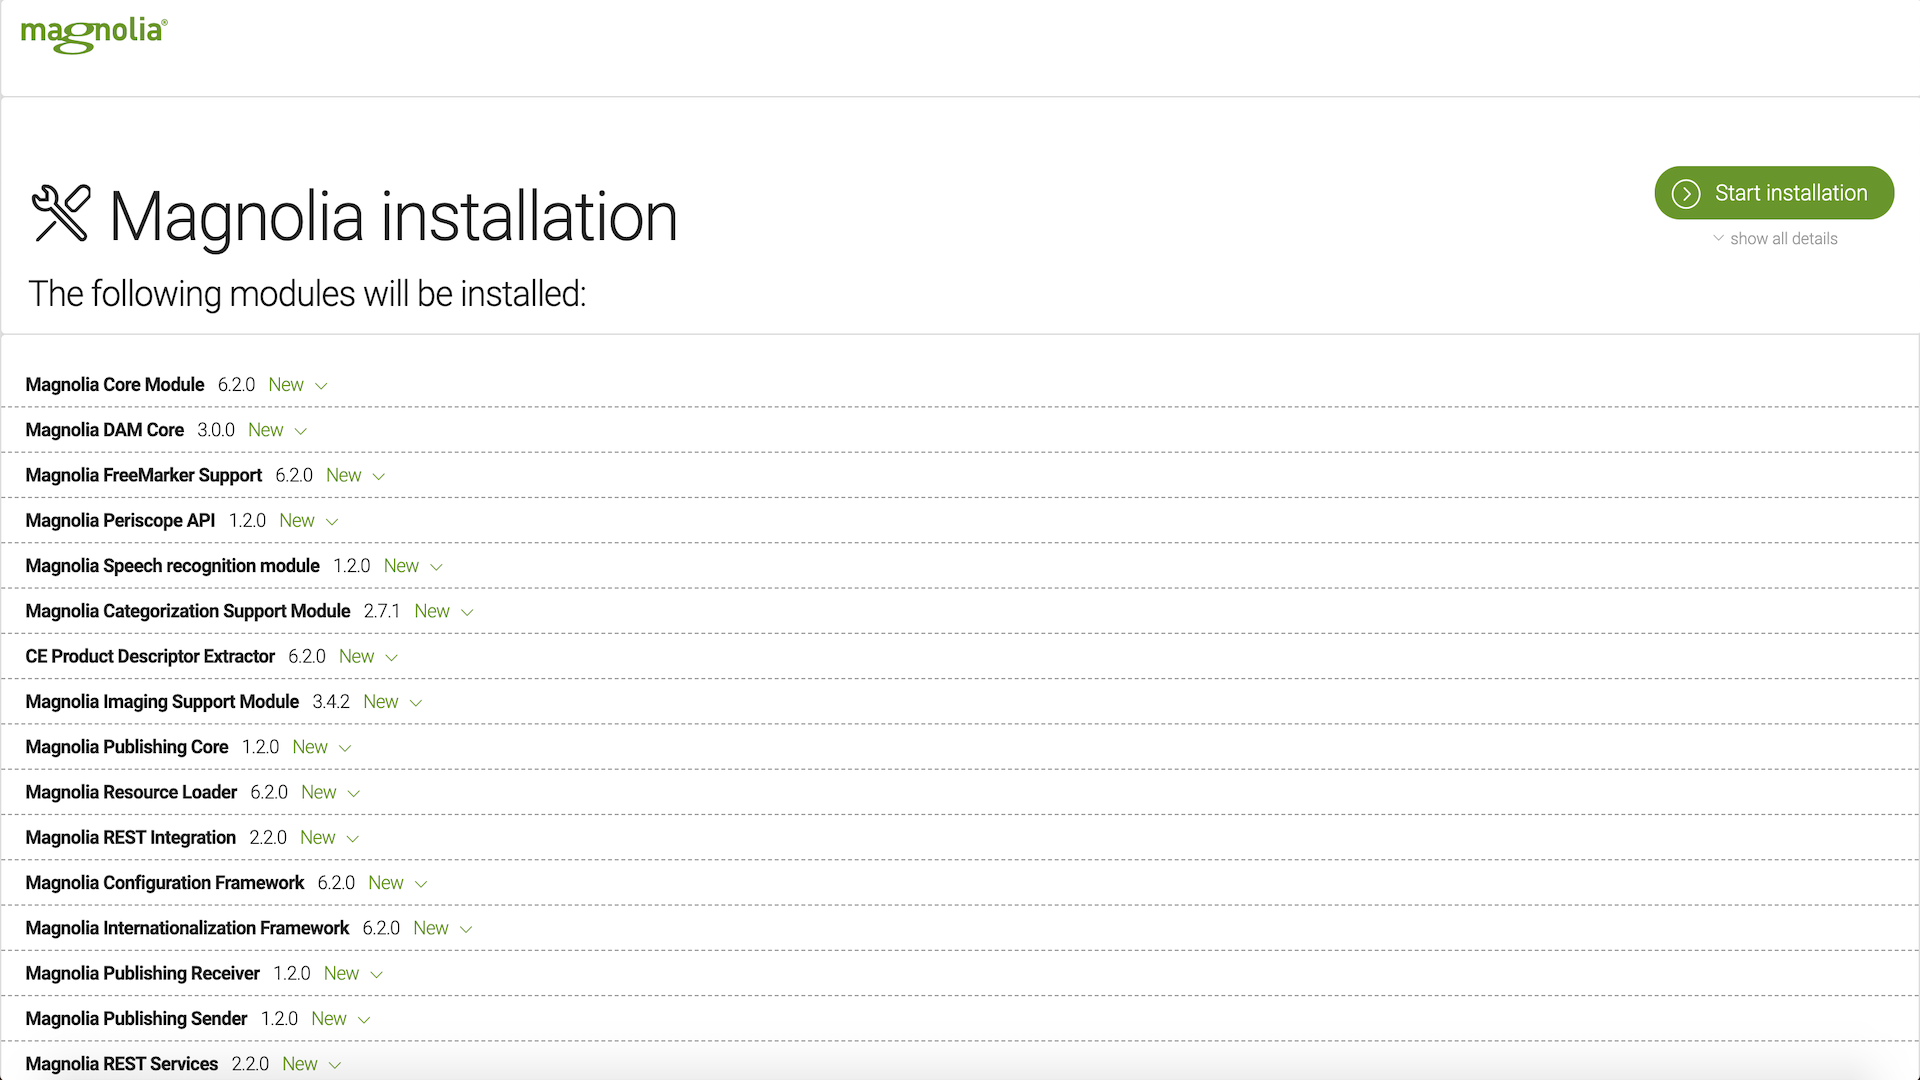 magnolia®
Magnolia installation
Start installation
show all details
The following modules will be installed:
Magnolia Core Module 6.2.0 New
Magnolia DAM Core 3.0.0 New
Magnolia FreeMarker Support 6.2.0 New
Magnolia Periscope API 1.2.0 New
Magnolia Speech recognition module 1.2.0 New
Magnolia Categorization Support Module 2.7.1 New
CE Product Descriptor Extractor 6.2.0 New
Magnolia Imaging Support Module 3.4.2 New
Magnolia Publishing Core 1.2.0 New
Magnolia Resource Loader 6.2.0 New
Magnolia REST Integration 2.2.0 New
Magnolia Configuration Framework 6.2.0 New
Magnolia Internationalization Framework 6.2.0 New
Magnolia Publishing Receiver 1.2.0 New
Magnolia Publishing Sender 1.2.0 New
Magnolia REST Services 2.2.0 New